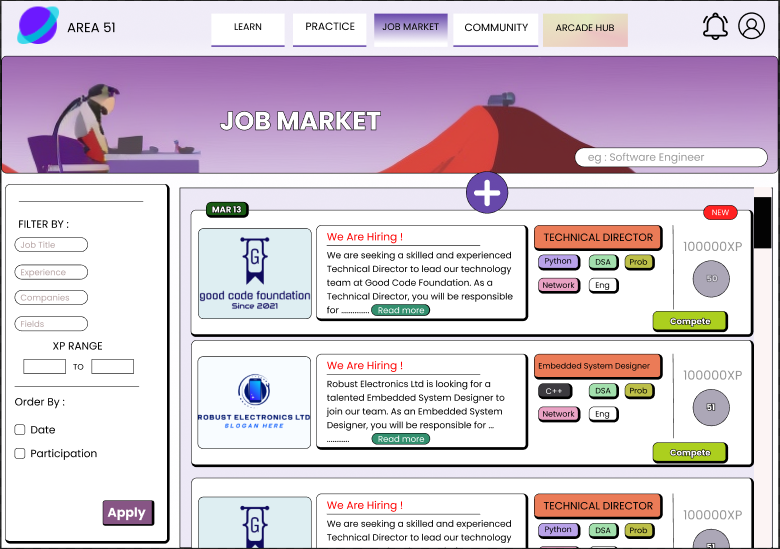 AREA 51
LEARN
PRACTICE
JOB MARKET
COMMUNITY
ARCADE HUB
JOB MARKET
eg : Software Engineer
FILTER BY :
Job Title
Experience
Companies
Fields
XP RANGE
TO
Order By :
Date
Participation
Apply
MAR 13
NEW
G
good code foundation
Since 2021
We Are Hiring !
We are seeking a skilled and experienced
Technical Director to lead our technology
team at Good Code Foundation. As a
Technical Director, you will be responsible
for .............. Read more
TECHNICAL DIRECTOR
Python DSA Prob
Network Eng
100000XP
50
Compete
ROBUST ELECTRONICS LTD
SLOGAN HERE
We Are Hiring !
Robust Electronics Ltd is looking for a
talented Embedded System Designer to
join our team. As an Embedded System
Designer, you will be responsible for ...
........... Read more
Embedded System Designer
C++ DSA Prob
Network Eng
100000XP
51
Compete
G
We Are Hiring !
We are seeking a skilled and experienced
Technical Director to lead our technology
TECHNICAL DIRECTOR
Python DSA Prob
100000XP
51